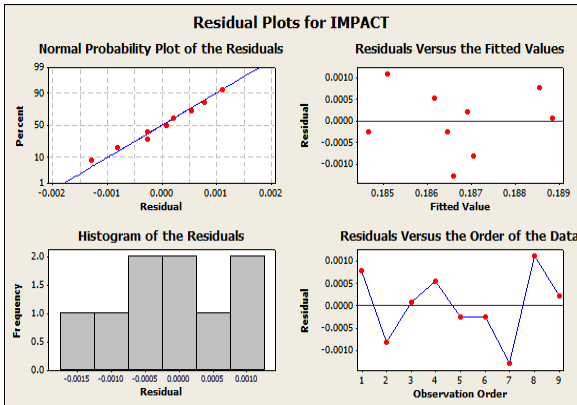 Residual Plots for IMPACT
Normal Probability Plot of the Residuals
99
90
50
10
1
Percent
-0.002 -0.001 0.000 0.001 0.002
Residual
Residuals Versus the Fitted Values
0.0010
0.0005
0.0000
-0.0005
-0.0010
Residual
0.185 0.186 0.187 0.188 0.189
Fitted Value
Histogram of the Residuals
2.0
1.5
1.0
0.5
0.0
Frequency
-0.0015 -0.0010 -0.0005 0.0000 0.0005 0.0010
Residual
Residuals Versus the Order of the Data
0.0010
0.0005
0.0000
-0.0005
-0.0010
Residual
1 2 3 4 5 6 7 8 9
Observation Order